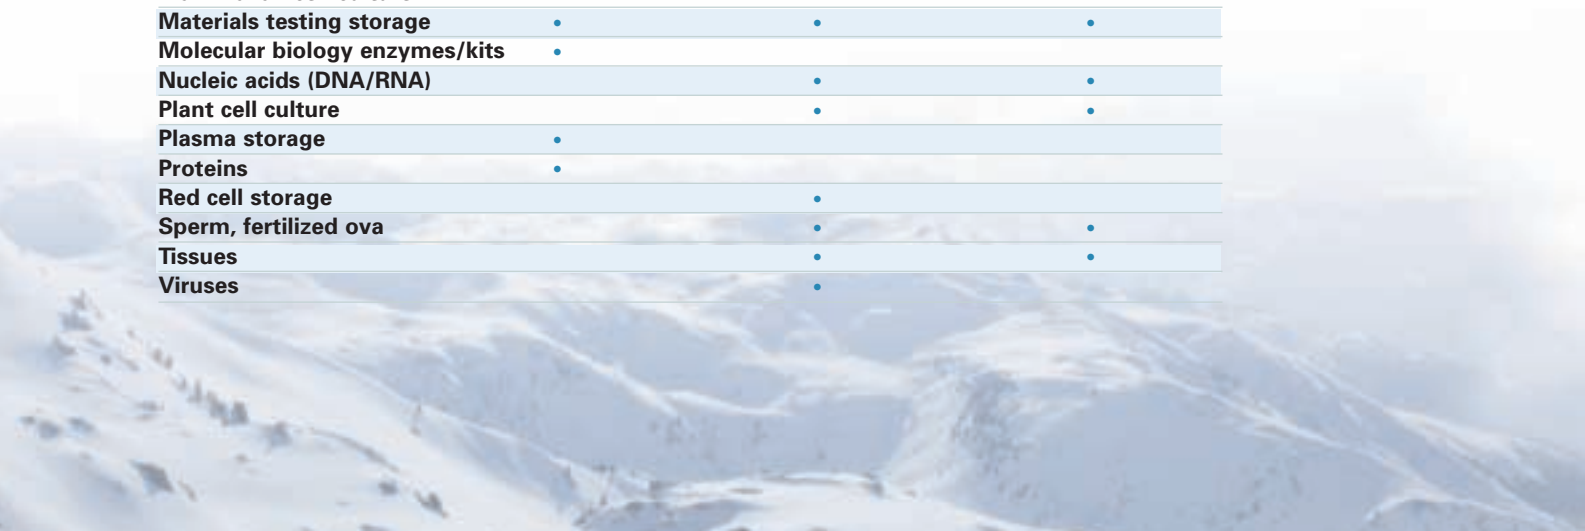 Materials testing storage • • •
Molecular biology enzymes/kits •
Nucleic acids (DNA/RNA) • •
Plant cell culture • •
Plasma storage •
Proteins •
Red cell storage •
Sperm, fertilized ova • •
Tissues • •
Viruses •